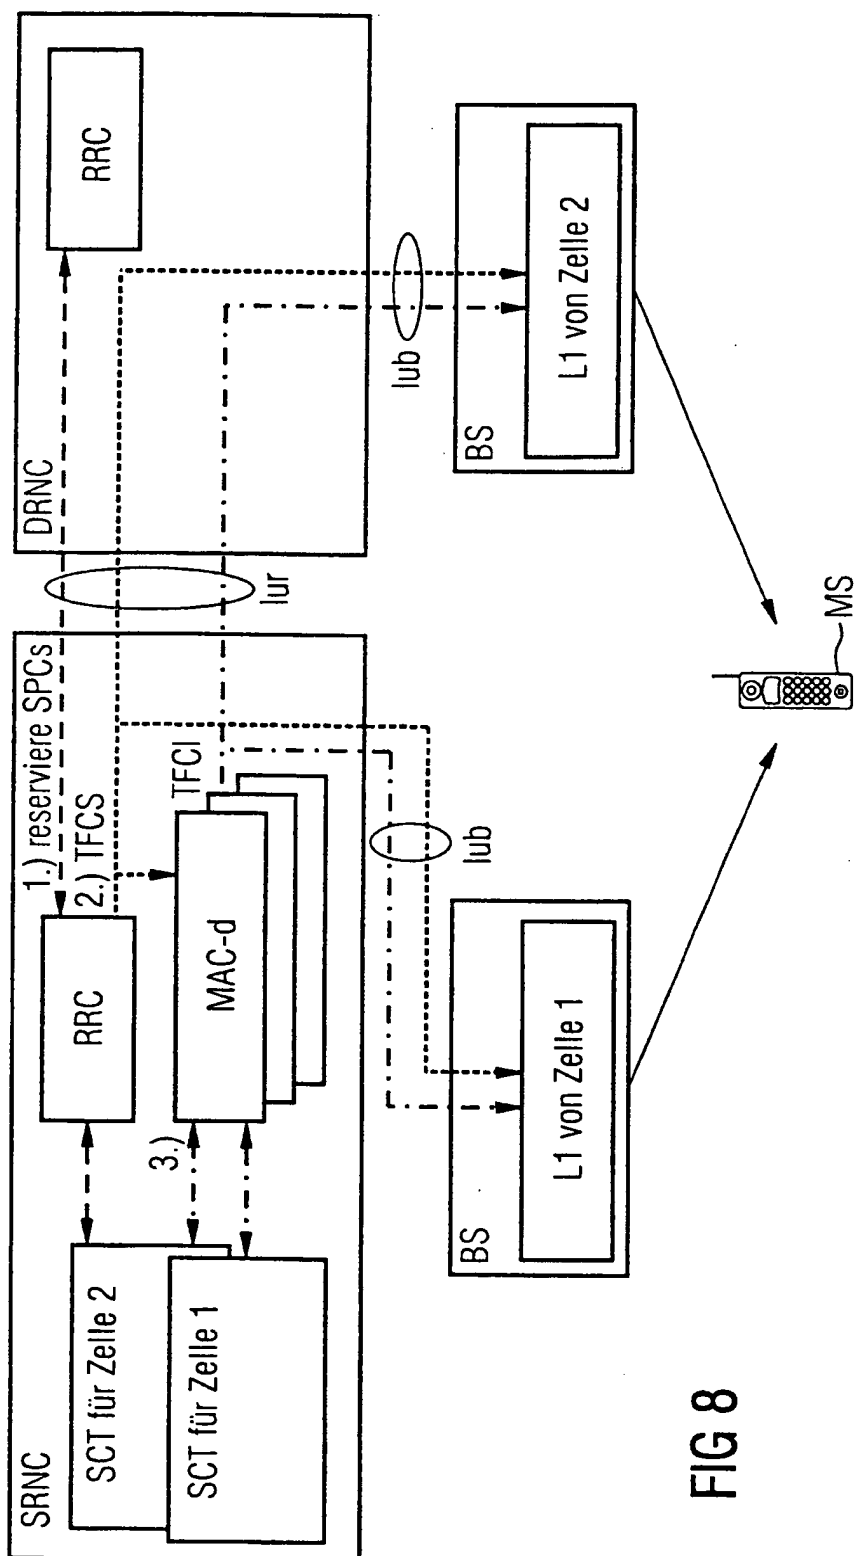 SRNC
SCT für Zelle 2
SCT für Zelle 1
RRC
1.) reserviere SPCs
2.) TFCS
3.)
MAC-d
TFCI
Iur
DRNC
RRC
Iub
BS
L1 von Zelle 1
Iub
BS
L1 von Zelle 2
MS
FIG 8